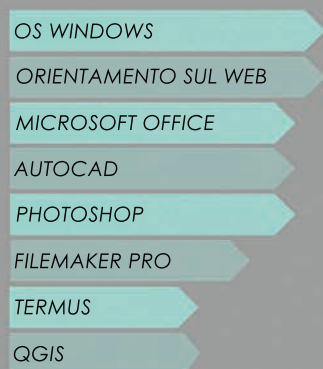 OS WINDOWS
ORIENTAMENTO SUL WEB
MICROSOFT OFFICE
AUTOCAD
PHOTOSHOP
FILEMAKER PRO
TERMUS
QGIS